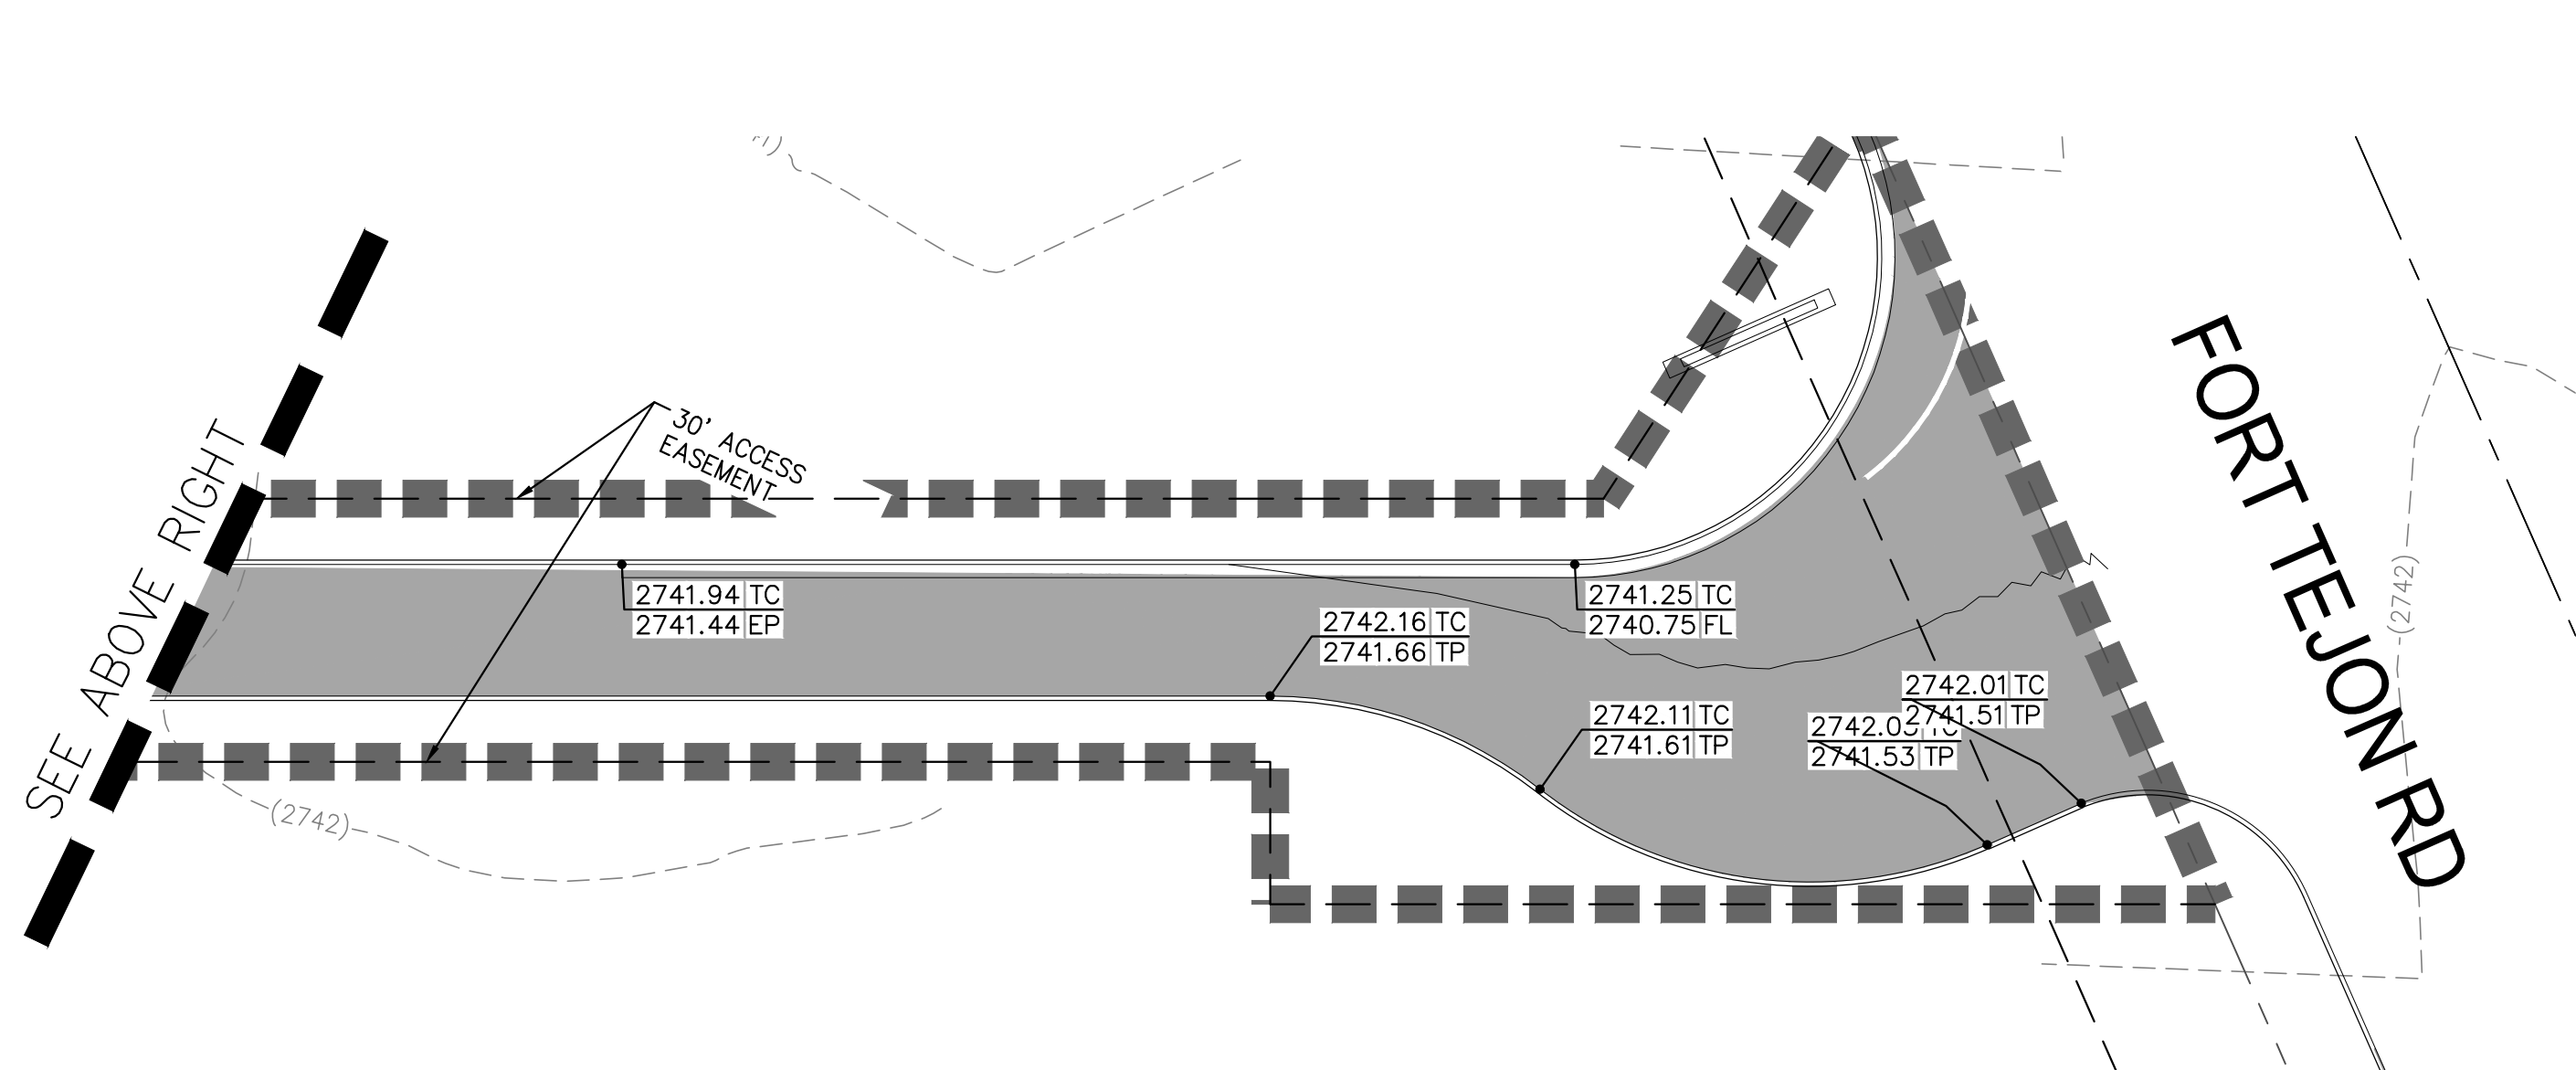 SEE ABOVE RIGHT
30' ACCESS
EASEMENT
2741.94 TC
2741.44 EP
2742.16 TC
2741.66 TP
2741.25 TC
2740.75 FL
2742.11 TC
2741.61 TP
2742.01 TC
2741.51 TP
TC
2741.53 TP
(2742)
(2742)
FORT TEJON RD